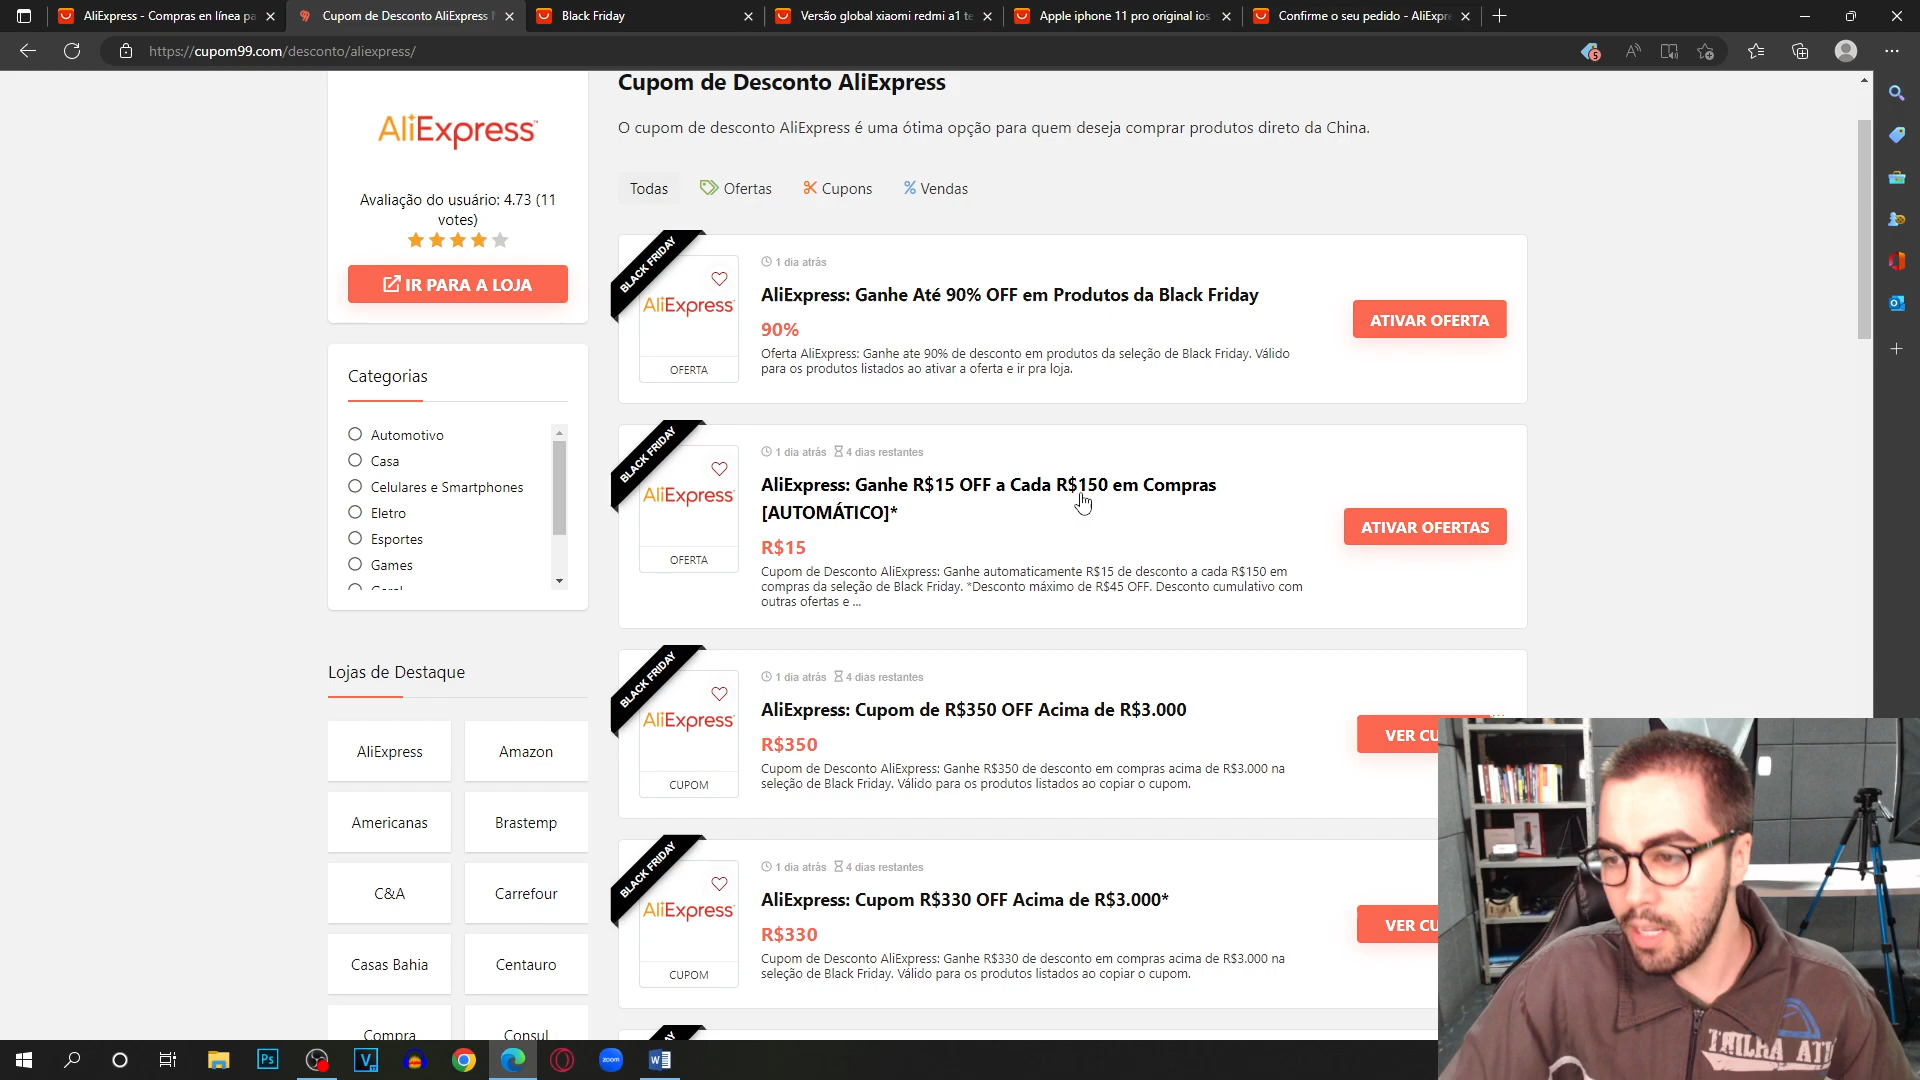 AliExpress - Compras en línea pa
Cupom de Desconto AliExpress
Black Friday
Versão global xiaomi redmi a1 te
Apple iphone 11 pro original ios
Confirme o seu pedido - AliExpre
https://cupom99.com/desconto/aliexpress/
5
AliExpress
Avaliação do usuário: 4.73 (11
votes)
IR PARA A LOJA
Categorias
Automotivo
Casa
Celulares e Smartphones
Eletro
Esportes
Games
Lojas de Destaque
AliExpress
Amazon
Americanas
Brastemp
C&A
Carrefour
Casas Bahia
Centauro
Compra
Consul
Cupom de Desconto AliExpress
O cupom de desconto AliExpress é uma ótima opção para quem deseja comprar produtos direto da China.
Todas
Ofertas
Cupons
Vendas
BLACK FRIDAY
AliExpress
OFERTA
1 dia atrás
AliExpress: Ganhe Até 90% OFF em Produtos da Black Friday
90%
Oferta AliExpress: Ganhe ate 90% de desconto em produtos da seleção de Black Friday. Válido
para os produtos listados ao ativar a oferta e ir pra loja.
ATIVAR OFERTA
BLACK FRIDAY
AliExpress
OFERTA
1 dia atrás 4 dias restantes
AliExpress: Ganhe R$15 OFF a Cada R$150 em Compras
[AUTOMÁTICO]*
R$15
Cupom de Desconto AliExpress: Ganhe automaticamente R$15 de desconto a cada R$150 em
compras da seleção de Black Friday. *Desconto máximo de R$45 OFF. Desconto cumulativo com
outras ofertas e ...
ATIVAR OFERTAS
BLACK FRIDAY
AliExpress
CUPOM
1 dia atrás 4 dias restantes
AliExpress: Cupom de R$350 OFF Acima de R$3.000
R$350
Cupom de Desconto AliExpress: Ganhe R$350 de desconto em compras acima de R$3.000 na
seleção de Black Friday. Válido para os produtos listados ao copiar o cupom.
VER CU
BLACK FRIDAY
AliExpress
CUPOM
1 dia atrás 4 dias restantes
AliExpress: Cupom R$330 OFF Acima de R$3.000*
R$330
Cupom de Desconto AliExpress: Ganhe R$330 de desconto em compras acima de R$3.000 na
seleção de Black Friday. Válido para os produtos listados ao copiar o cupom.
VER CU
TRILHA
Ps
V
zoom
W